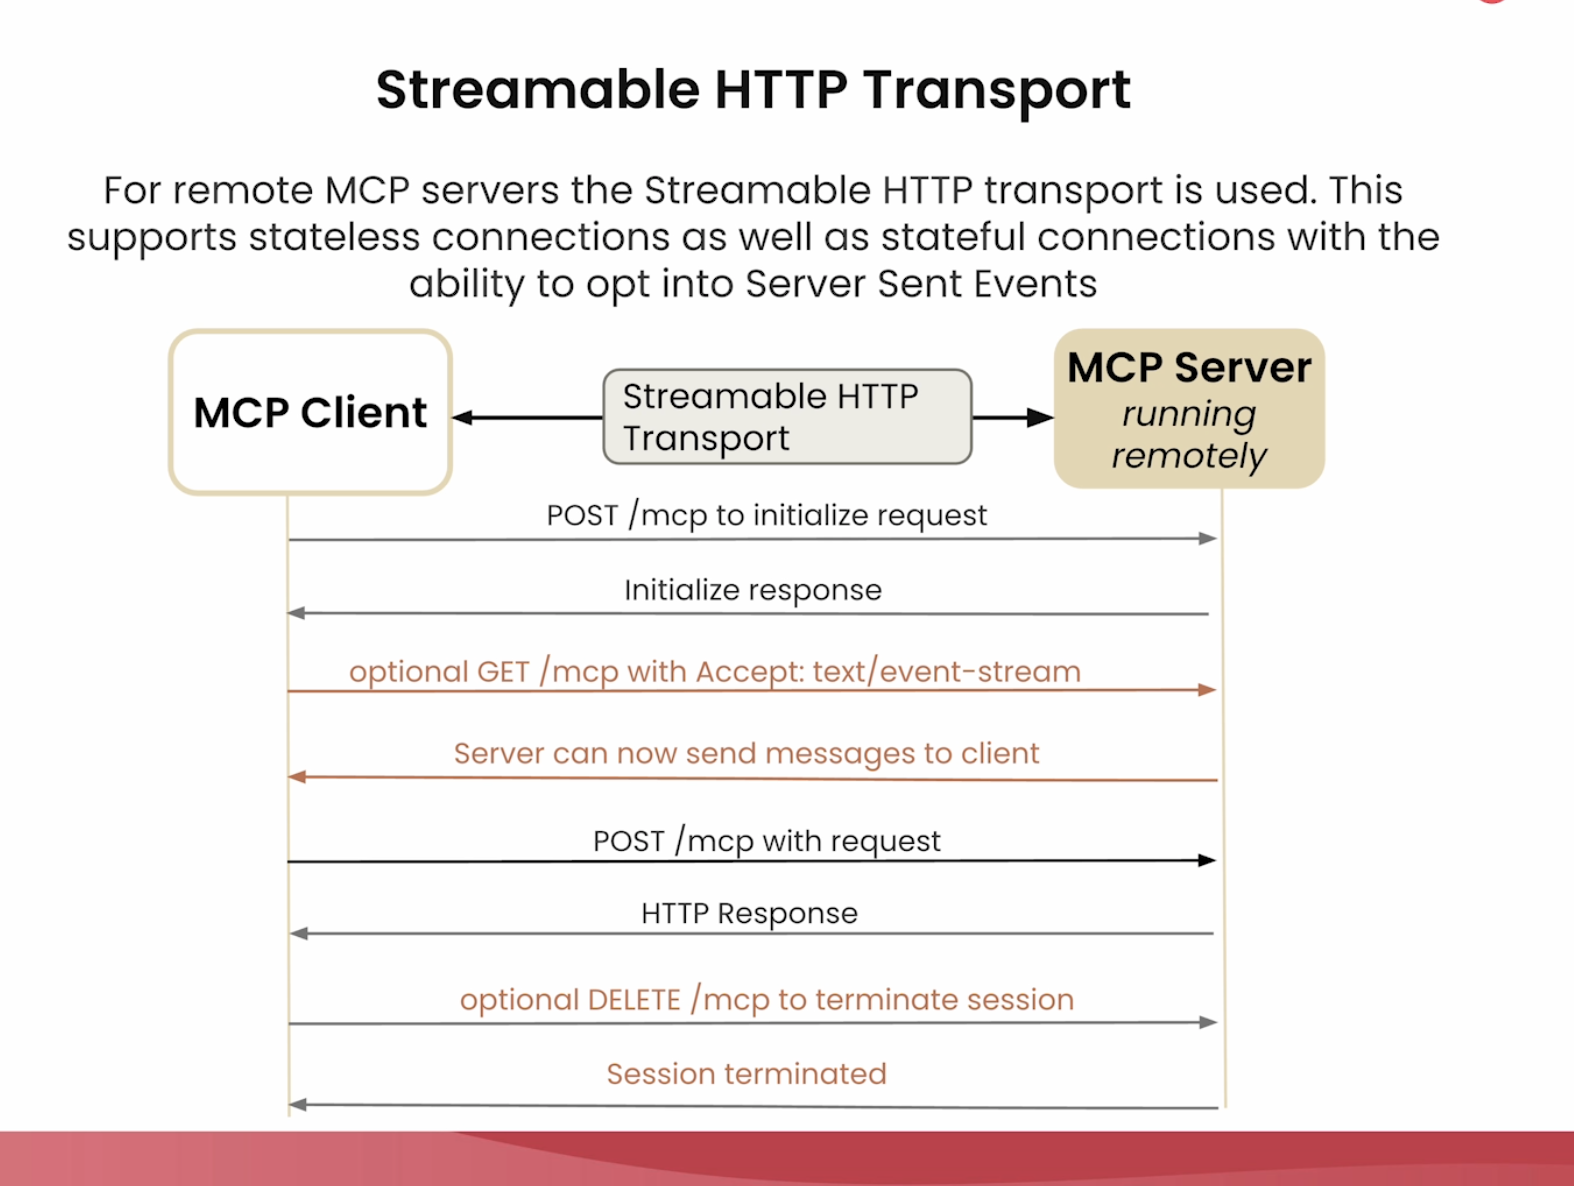 Streamable HTTP Transport
For remote MCP servers the Streamable HTTP transport is used. This
supports stateless connections as well as stateful connections with the
ability to opt into Server Sent Events
MCP Client
Streamable HTTP
Transport
MCP Server
running
remotely
POST /mcp to initialize request
Initialize response
optional GET /mcp with Accept: text/event-stream
Server can now send messages to client
POST /mcp with request
HTTP Response
optional DELETE /mcp to terminate session
Session terminated